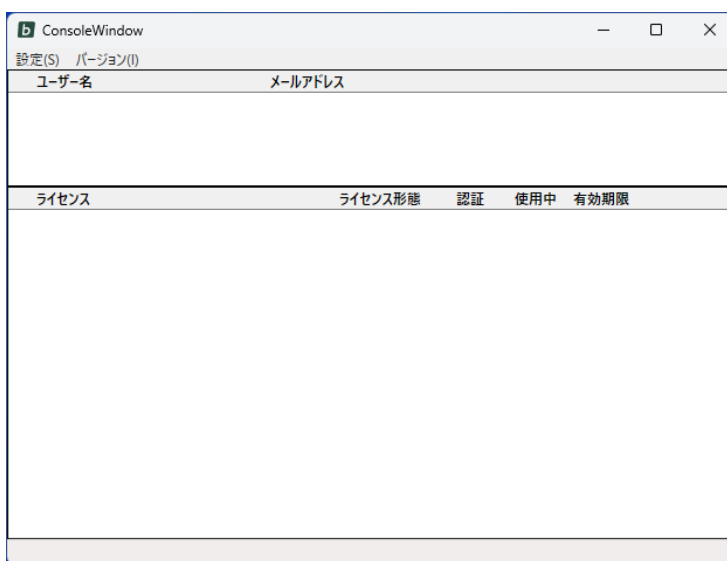 b ConsoleWindow
設定(S) バージョン(I)
ユーザー名 メールアドレス
ライセンス ライセンス形態 認証 使用中 有効期限